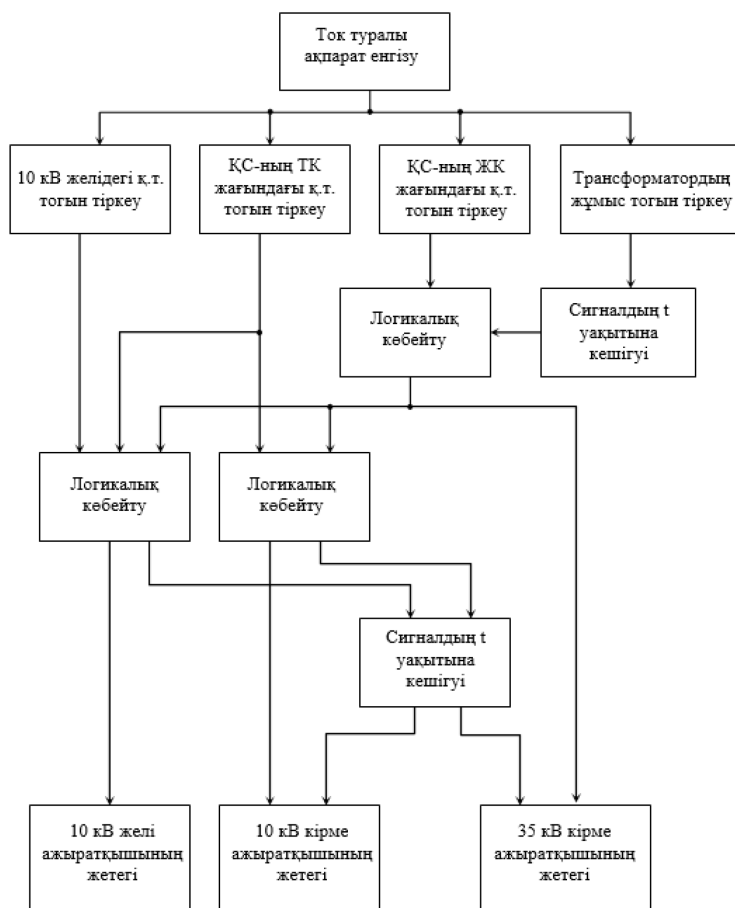 Ток туралы
ақпарат енгізу
10 кВ желідегі қ.т.
тогын тіркеу
ҚС-ның ТК
жағындағы қ.т.
тогын тіркеу
ҚС-ның ЖК
жағындағы қ.т.
тогын тіркеу
Трансформатордың
жұмыс тогын тіркеу
Логикалық
көбейту
Сигналдың t
уақытына
кешігуі
Логикалық
көбейту
Логикалық
көбейту
Сигналдың t
уақытына
кешігуі
10 кВ желі
ажыратқышының
жетегі
10 кВ кірме
ажыратқышының
жетегі
35 кВ кірме
ажыратқышының
жетегі